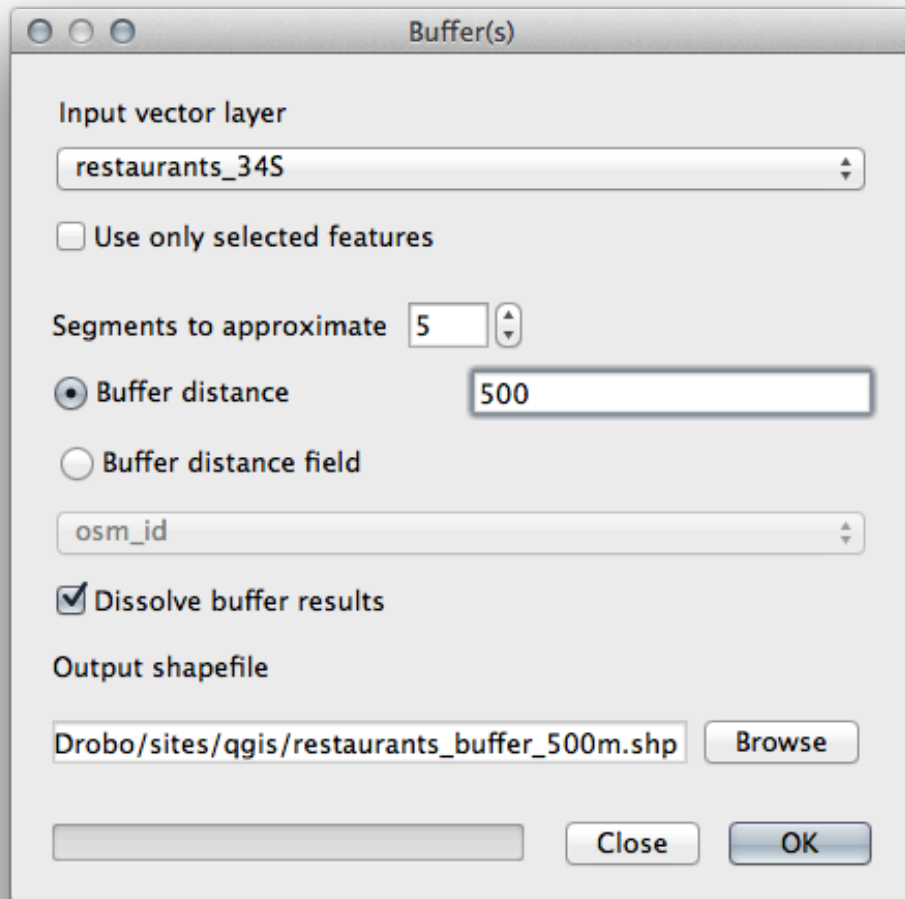 Buffer(s)
Input vector layer
restaurants_34S
Use only selected features
Segments to approximate 5
Buffer distance 500
Buffer distance field
osm_id
Dissolve buffer results
Output shapefile
Drobo/sites/qgis/restaurants_buffer_500m.shp Browse
Close OK